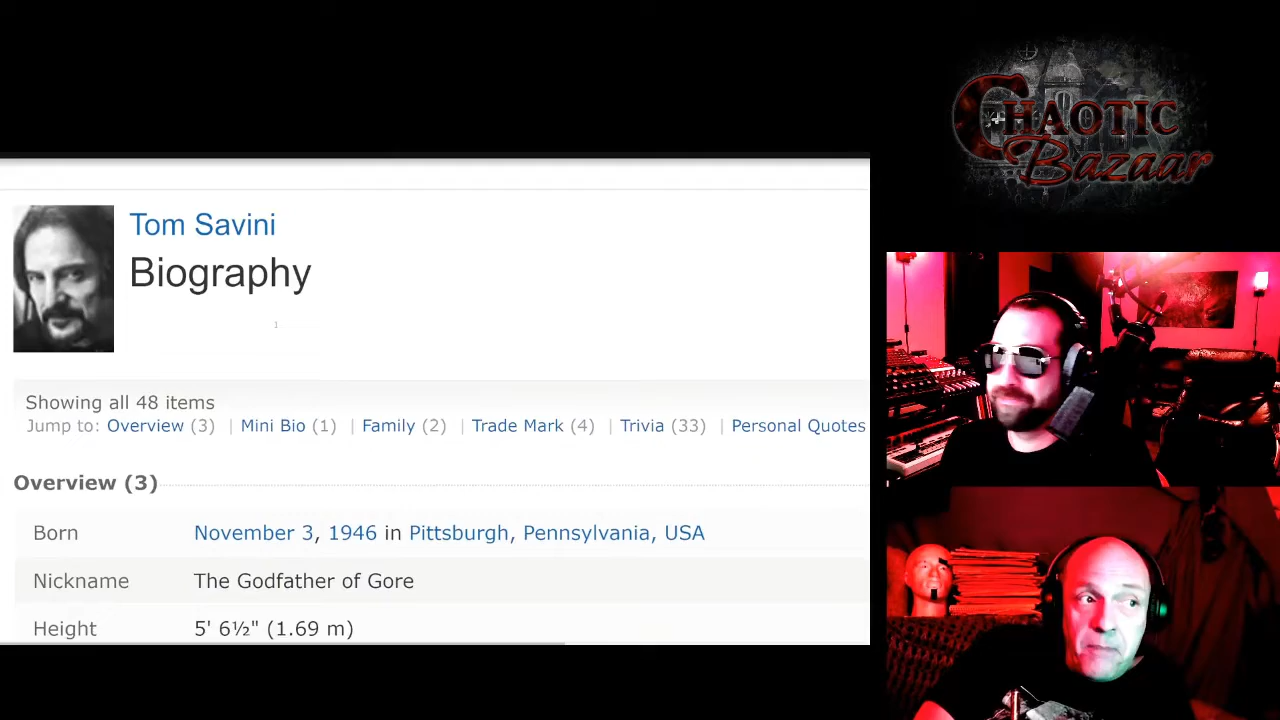 CHAOTIC
Bazaar
Tom Savini
Biography
1
Showing all 48 items
Jump to: Overview (3) | Mini Bio (1) | Family (2) | Trade Mark (4) | Trivia (33) | Personal Quotes
Overview (3)
Born November 3, 1946 in Pittsburgh, Pennsylvania, USA
Nickname The Godfather of Gore
Height 5' 6½" (1.69 m)